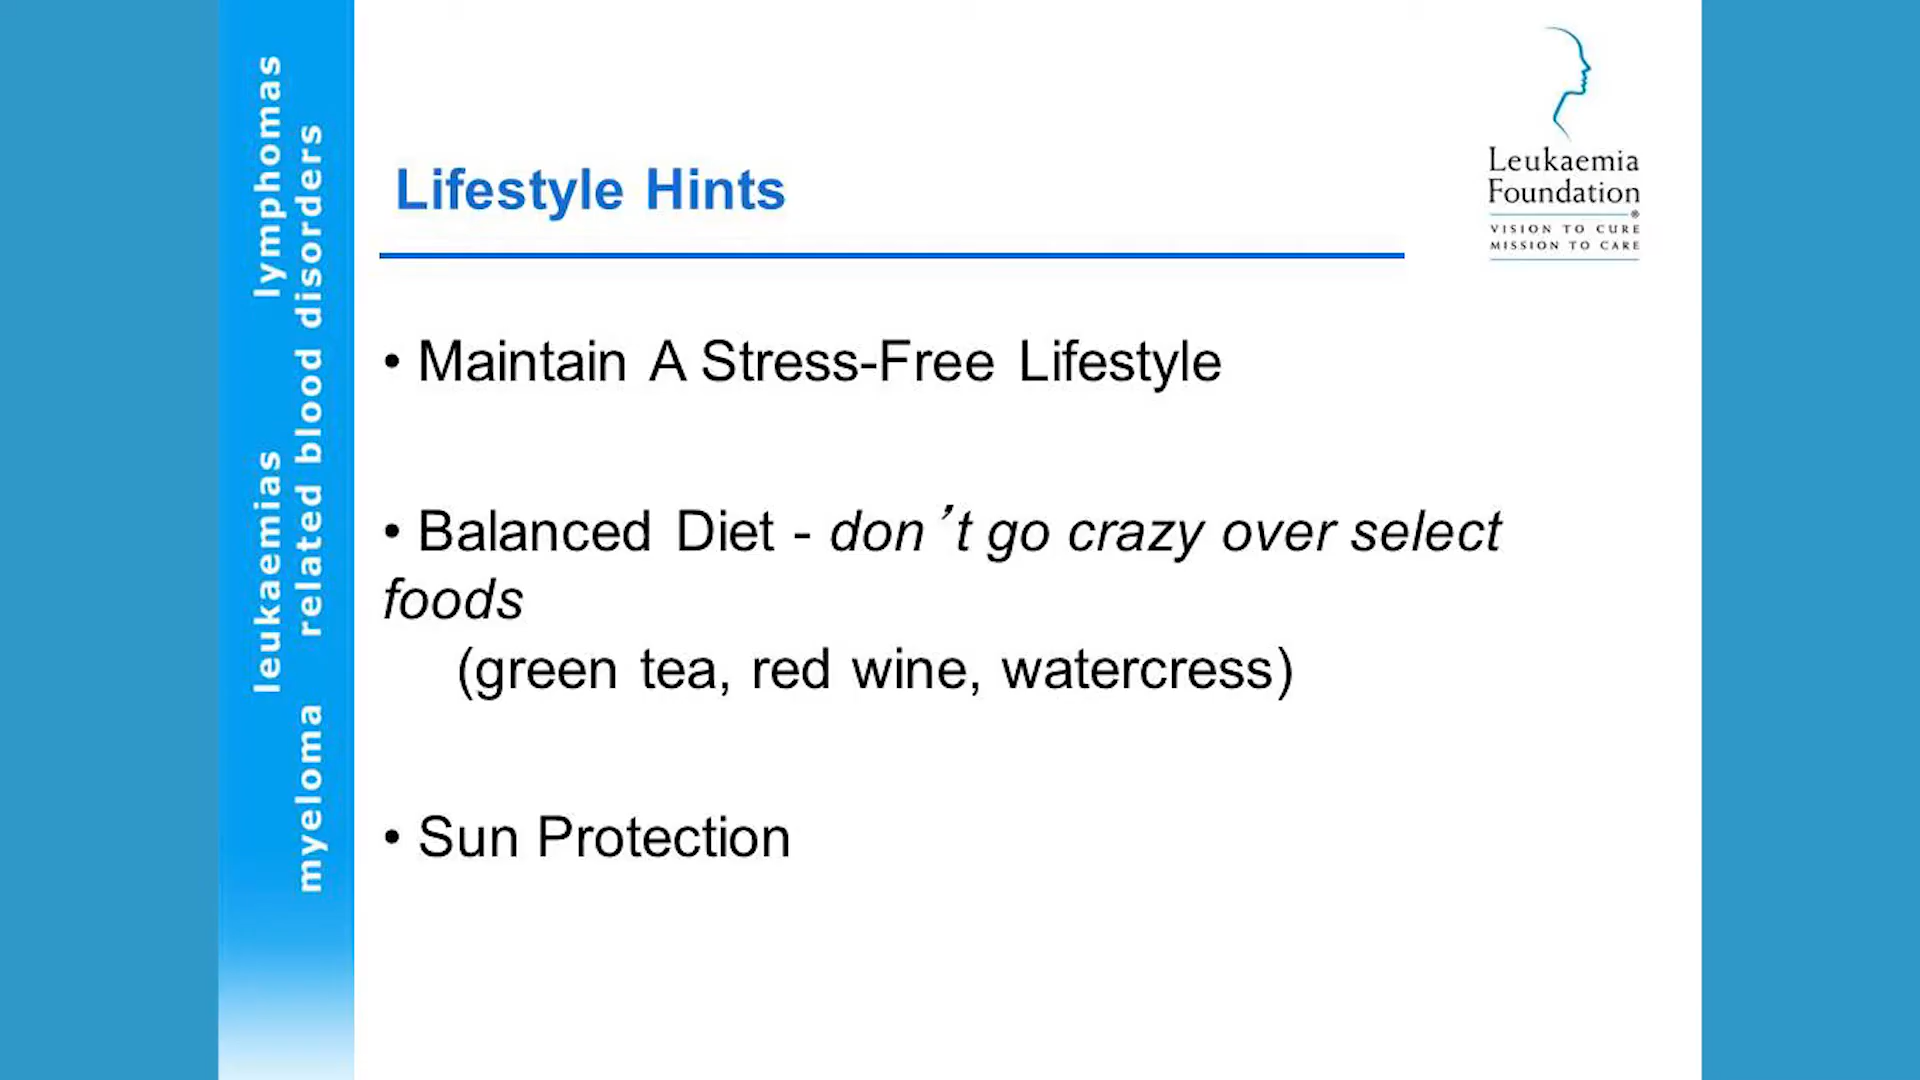 lymphomas
leukaemias
related blood disorders
myeloma
Leukaemia
Foundation®
VISION TO CURE
MISSION TO CARE
Lifestyle Hints
• Maintain A Stress-Free Lifestyle
• Balanced Diet - don’t go crazy over select
foods
(green tea, red wine, watercress)
• Sun Protection